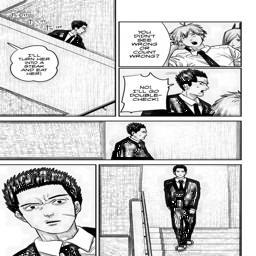 YOU
DIDN'T
SEE
WRONG
OR
COUNT
WRONG?
I'LL
TURN HER
INTO A
STEAK
AND EAT
HER!
NO!
I'LL GO
DOUBLE-
CHECK!